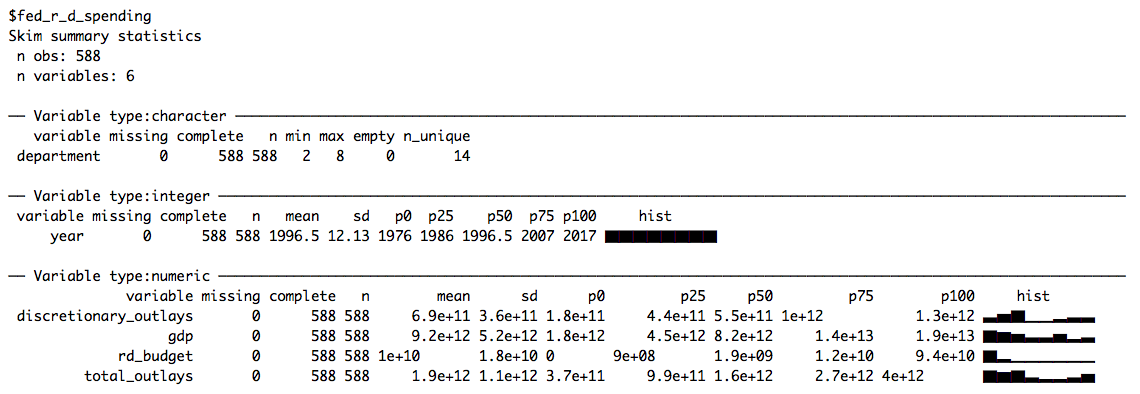 $fed_r_d_spending
Skim summary statistics
 n obs: 588
 n variables: 6

── Variable type:character ──────────────────────────────
   variable missing complete   n min max empty n_unique
 department       0      588 588   2   8     0       14

── Variable type:integer ──────────────────────────────
 variable missing complete   n   mean    sd   p0  p25    p50  p75 p100     hist
     year       0      588 588 1996.5 12.13 1976 1986 1996.5 2007 2017 ▇▇▇▇▇▇▇▇

── Variable type:numeric ──────────────────────────────
              variable missing complete   n       mean      sd      p0        p25     p50        p75       p100     hist
 discretionary_outlays       0      588 588    6.9e+11 3.6e+11 1.8e+11    4.4e+11 5.5e+11 1e+12         1.3e+12 ▃▅▇▁▁▂▃▃
                   gdp       0      588 588    9.2e+12 5.2e+12 1.8e+12    4.5e+12 8.2e+12    1.4e+13    1.9e+13 ▇▇▆▃▃▅▂▃
             rd_budget       0      588 588 1e+10      1.8e+10 0       9e+08      1.9e+09    1.2e+10    9.4e+10 ▇▂▁▁▁▁▁▁
         total_outlays       0      588 588    1.9e+12 1.1e+12 3.7e+11    9.9e+11 1.6e+12    2.7e+12 4e+12      ▇▆▇▃▂▂▃▅